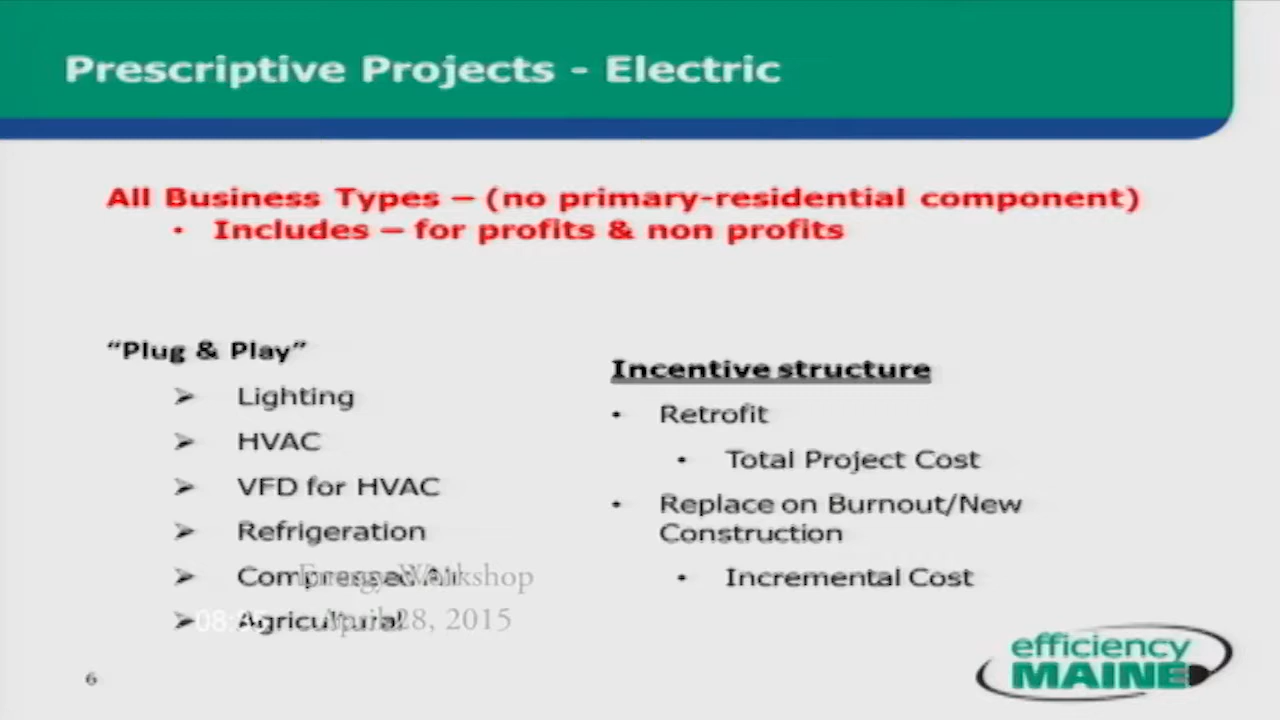 Prescriptive Projects - Electric
All Business Types – (no primary-residential component)
• Includes – for profits & non profits
“Plug & Play”
➢ Lighting
➢ HVAC
➢ VFD for HVAC
➢ Refrigeration
➢ Compressed Air
➢ Agricultural
Incentive structure
• Retrofit
• Total Project Cost
• Replace on Burnout/New
Construction
• Incremental Cost
Energy Workshop
April 28, 2015
6
efficiency
MAINE